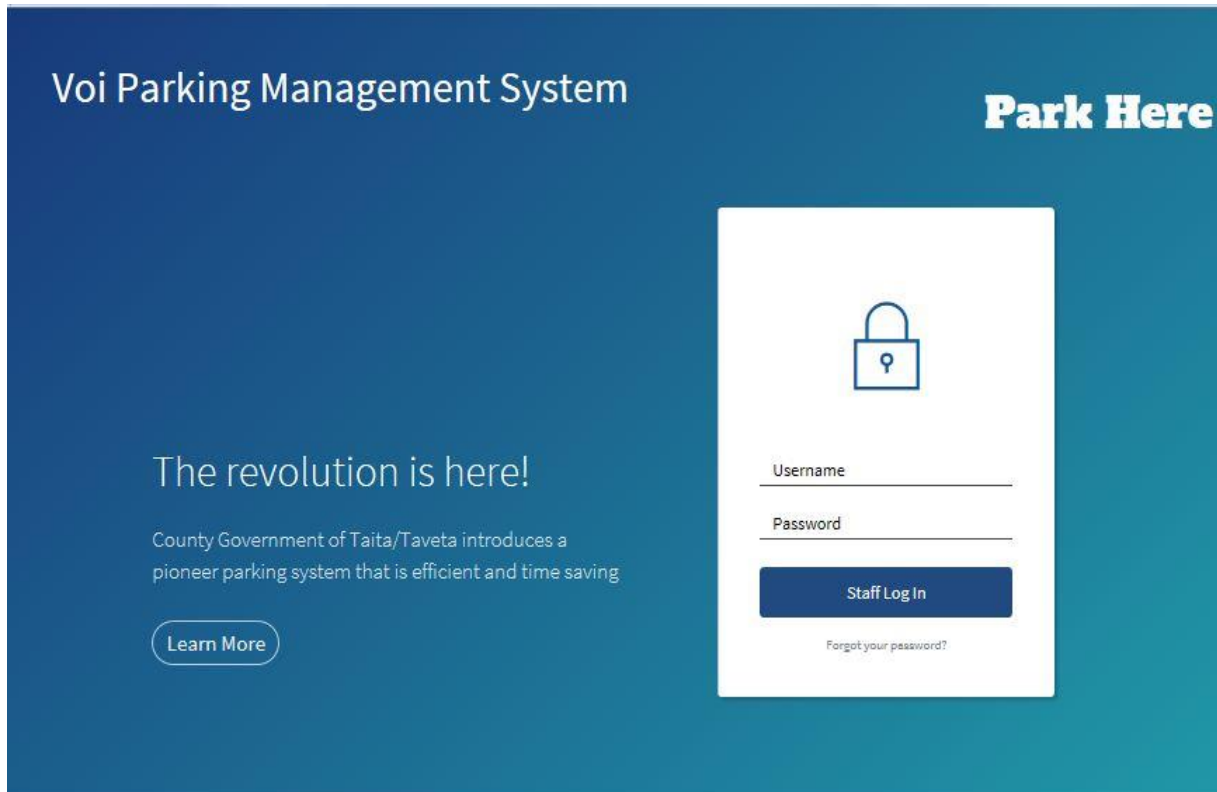 Voi Parking Management System
Park Here
The revolution is here!
County Government of Taita/Taveta introduces a
pioneer parking system that is efficient and time saving
Learn More
Username
Password
Staff Log In
Forgot your password?